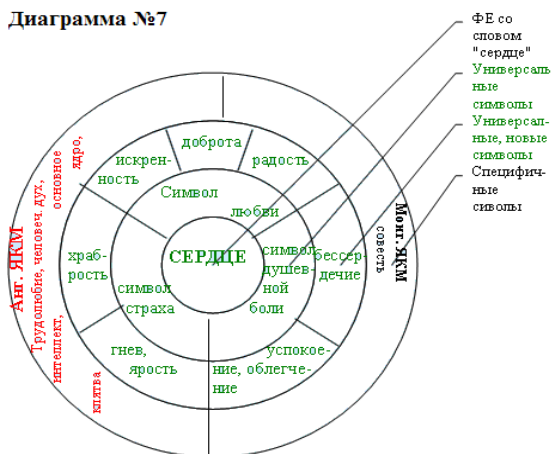 Диаграмма №7
ФЕ со
словом
"сердце"
Универсаль
ные
символы
Универсал-
ные, новые
символы
Специфич-
ные
сиволы
доброта
искрен-
ность
радость
Символ
любви
СЕРДЦЕ
храб-
рость
символ
страха
символ
душев-
ной
боли
бессер-
дечие
гнев,
ярость
успокое-
ние, облегче-
ние
Анг. ЯКМ
Трудолюбие, человеч. дух,
основное
ядро,
интеллект,
клятва
Монг. ЯКМ
совесть